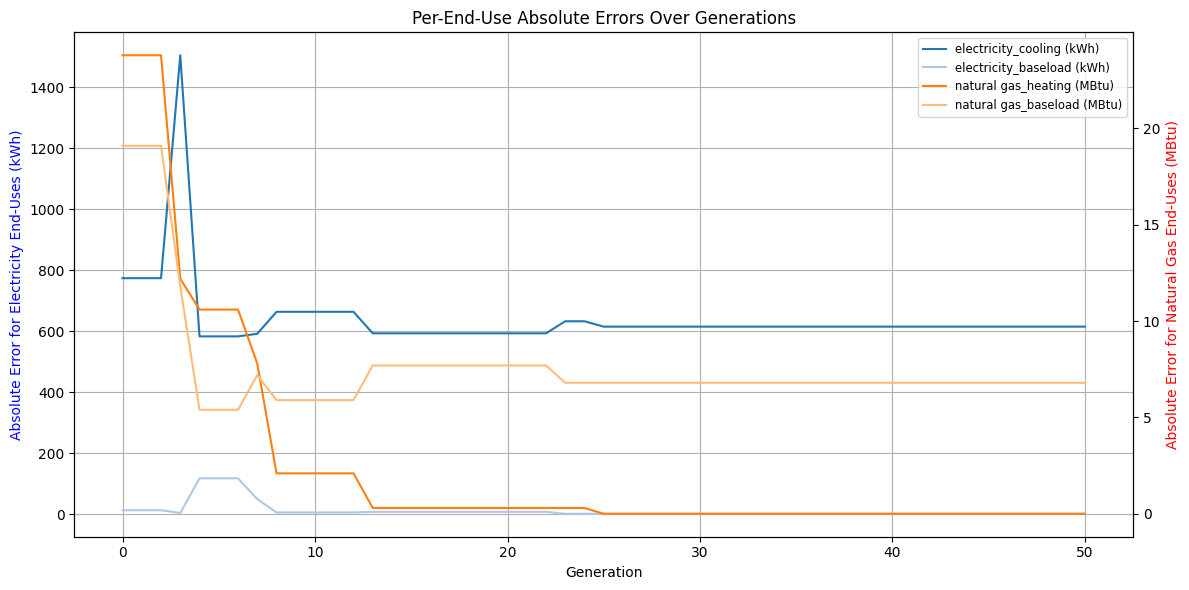 Per-End-Use Absolute Errors Over Generations
electricity_cooling (kWh)
electricity_baseload (kWh)
natural gas_heating (MBtu)
natural gas_baseload (MBtu)
Absolute Error for Electricity End-Uses (kWh)
1400
1200
1000
800
600
400
200
0
Absolute Error for Natural Gas End-Uses (MBtu)
20
15
10
5
0
0
10
20
30
40
50
Generation